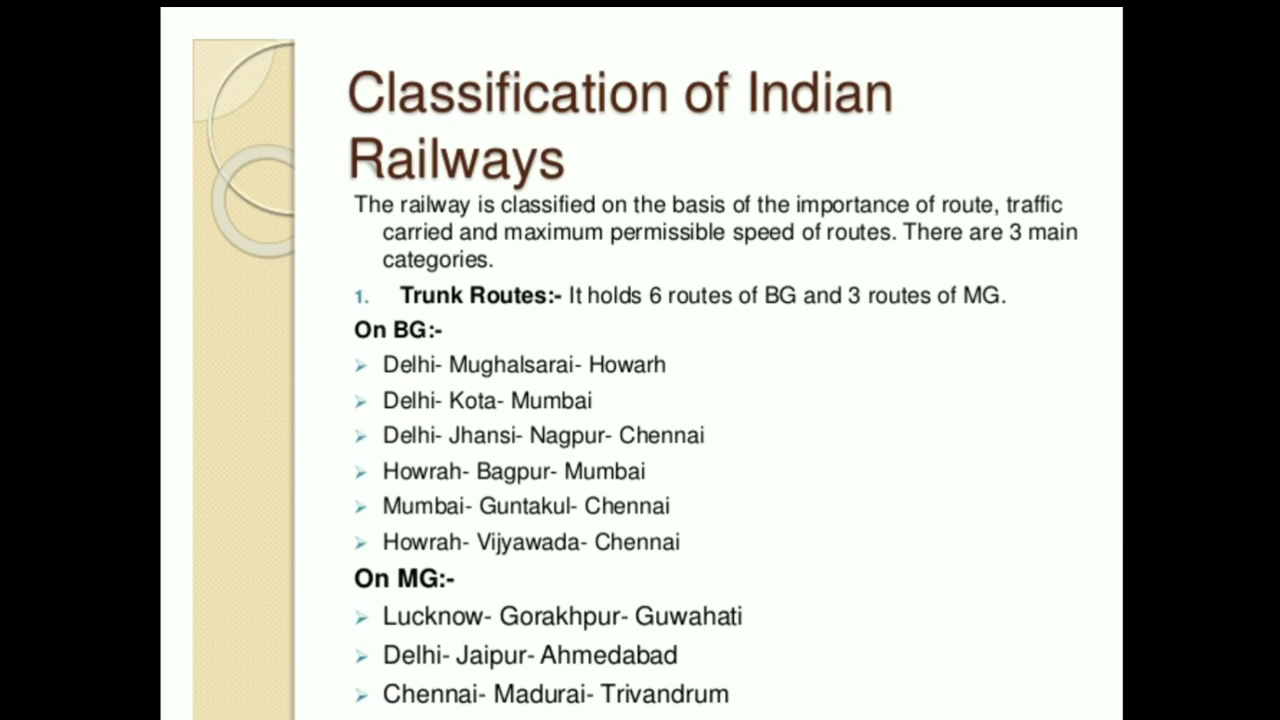 Classification of Indian
Railways
The railway is classified on the basis of the importance of route, traffic
carried and maximum permissible speed of routes. There are 3 main
categories.
1. Trunk Routes:- It holds 6 routes of BG and 3 routes of MG.
On BG:-
➢ Delhi- Mughalsarai- Howarh
➢ Delhi- Kota- Mumbai
➢ Delhi- Jhansi- Nagpur- Chennai
➢ Howrah- Bagpur- Mumbai
➢ Mumbai- Guntakul- Chennai
➢ Howrah- Vijyawada- Chennai
On MG:-
➢ Lucknow- Gorakhpur- Guwahati
➢ Delhi- Jaipur- Ahmedabad
➢ Chennai- Madurai- Trivandrum